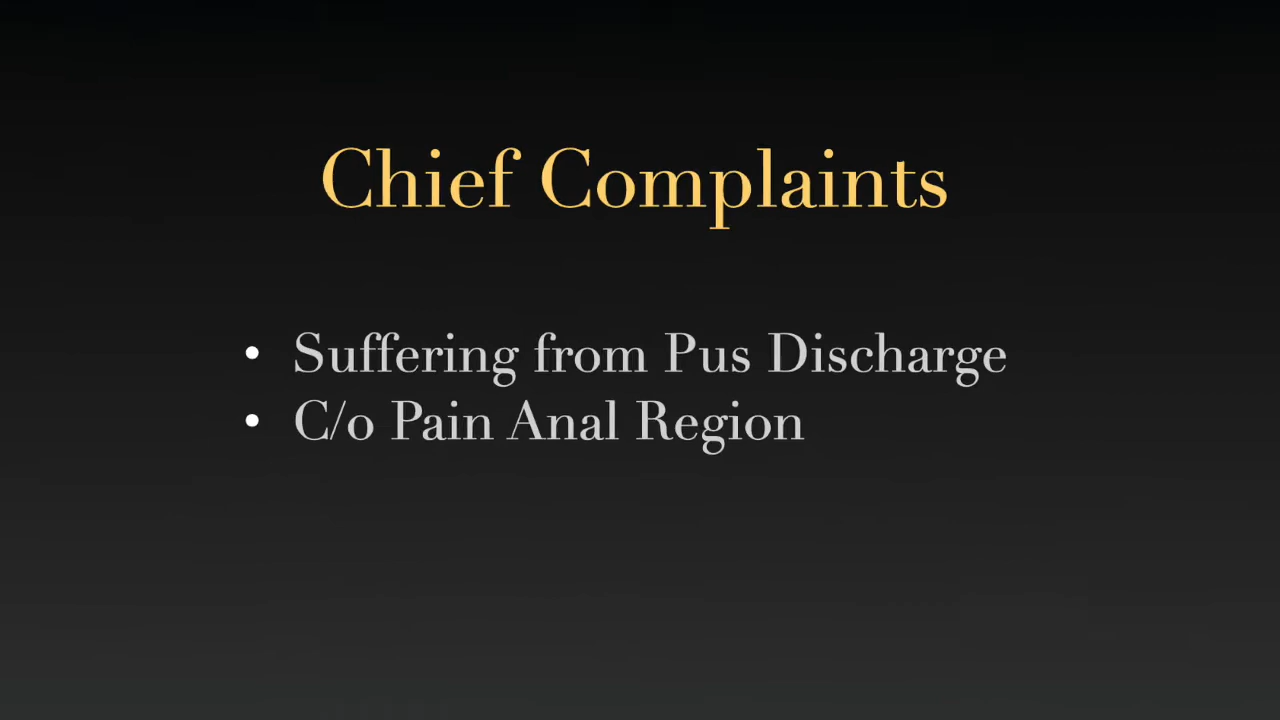 Chief Complaints
• Suffering from Pus Discharge
• C/o Pain Anal Region